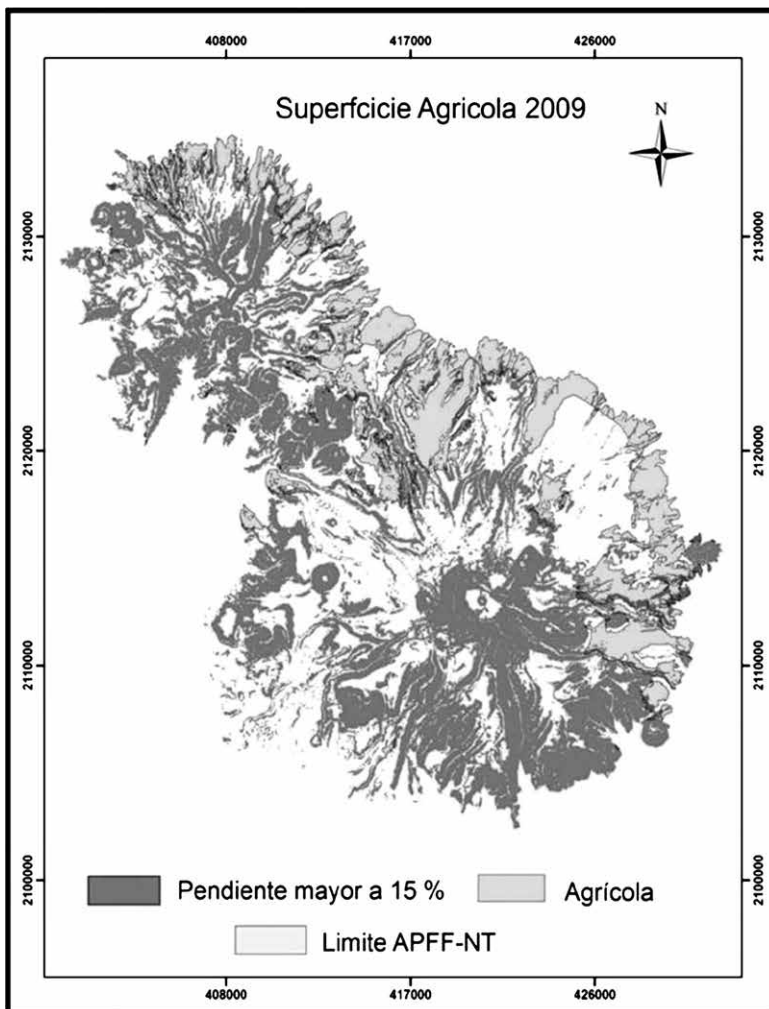 408000 417000 426000
Superfcicie Agricola 2009
N
2130000 2130000
2120000 2120000
2110000 2110000
2100000 2100000
Pendiente mayor a 15 % Agrícola
Limite APFF-NT
408000 417000 426000